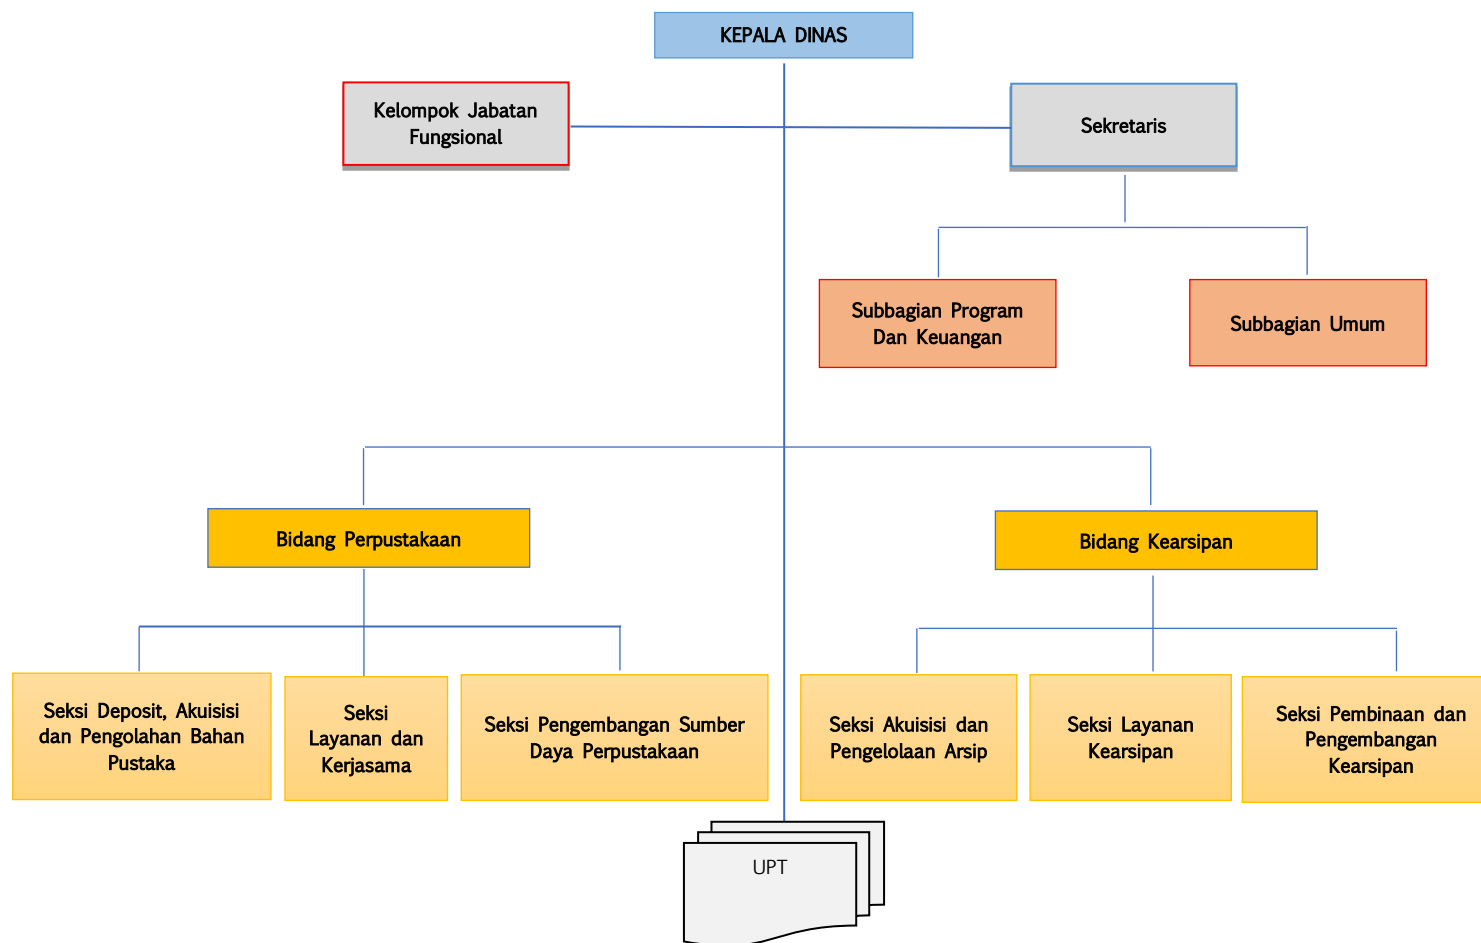 KEPALA DINAS
Kelompok Jabatan
Fungsional
Sekretaris
Subbagian Program
Dan Keuangan
Subbagian Umum
Bidang Perpustakaan
Bidang Kearsipan
Seksi Deposit, Akuisisi
dan Pengolahan Bahan
Pustaka
Seksi
Layanan dan
Kerjasama
Seksi Pengembangan Sumber
Daya Perpustakaan
Seksi Akuisisi dan
Pengelolaan Arsip
Seksi Layanan
Kearsipan
Seksi Pembinaan dan
Pengembangan
Kearsipan
UPT